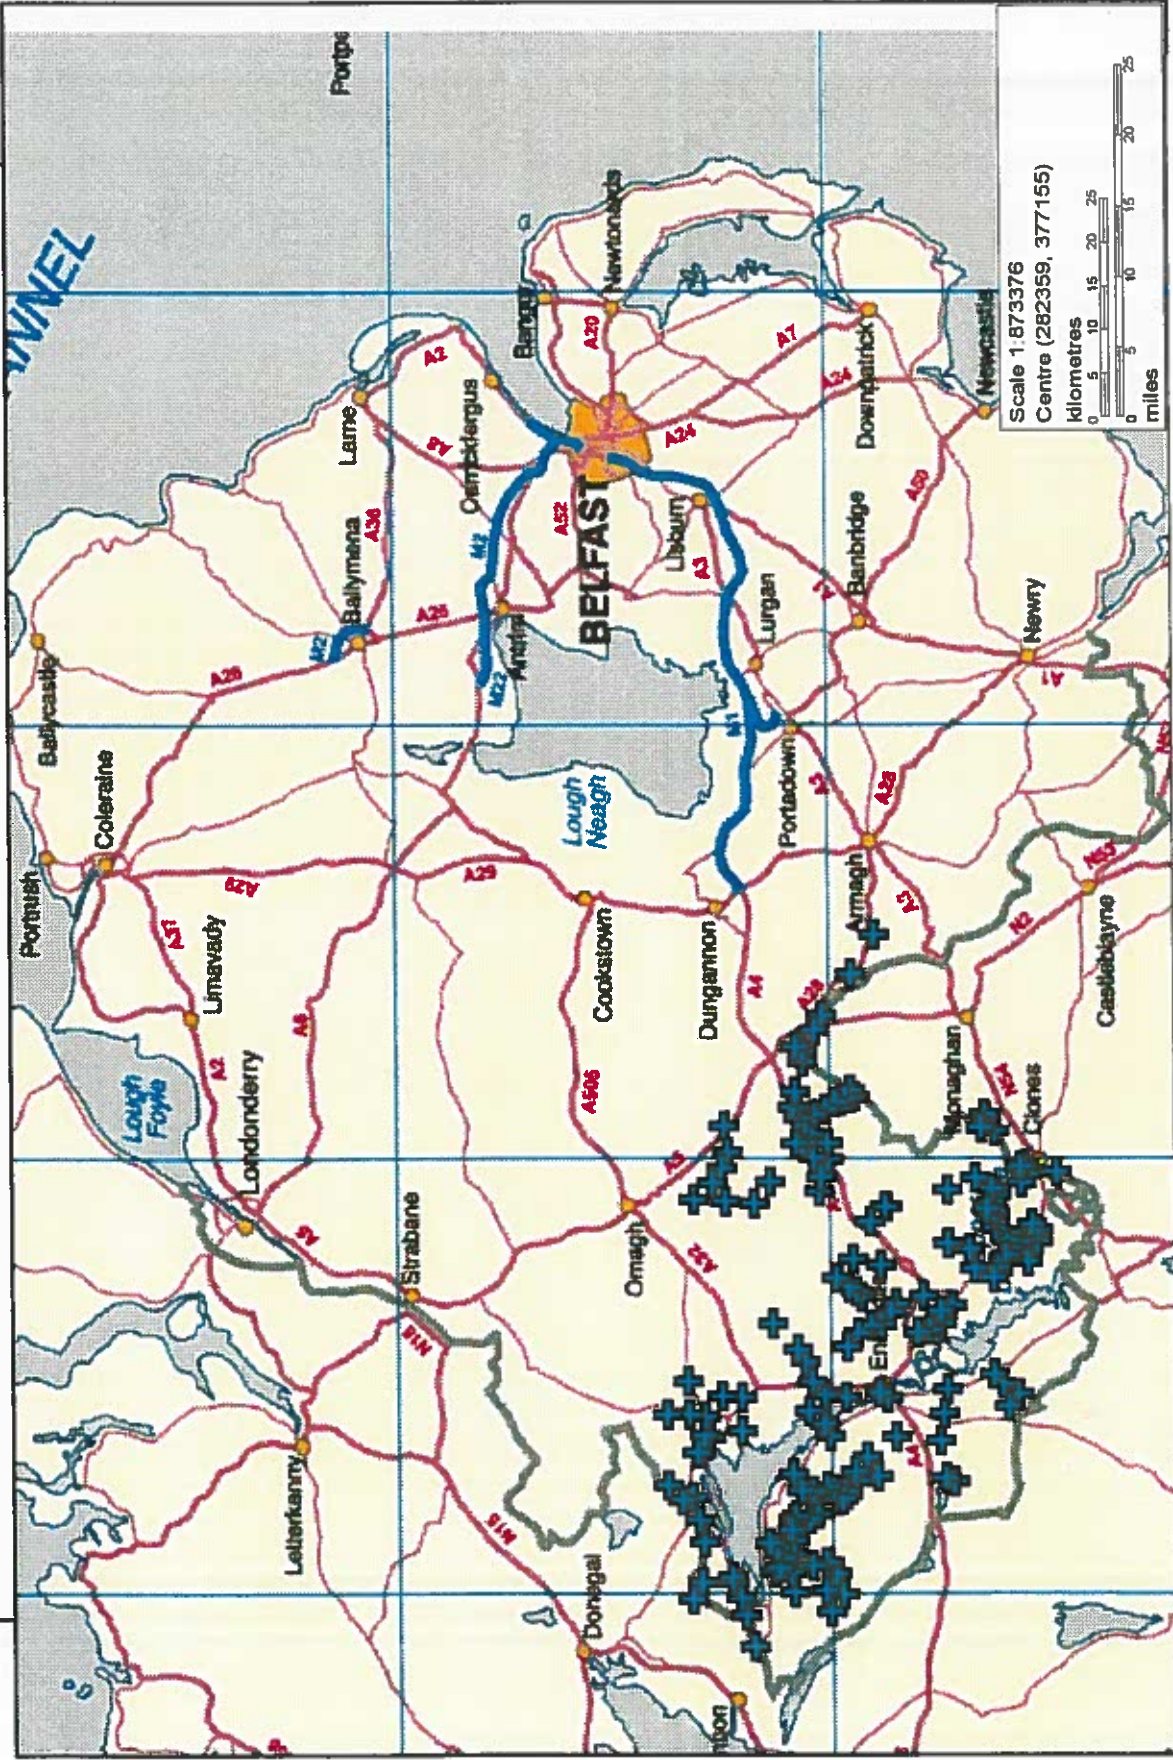 NNEL
Portrush
Ballycastle
Coleraine
Limavady
Lough
Foyle
Londonderry
Letterkenny
Strabane
Ballymena
Larne
Carrickfergus
Antrim
Bangor
Newtonards
BELFAST
Lisburn
Lurgan
Lough
Neagh
Cookstown
Dungannon
Portadown
Omagh
Donegal
Armagh
Banbridge
Downpatrick
Newcastle
Newry
Monaghan
Clones
Castleblayne
En
A2
A37
A29
A26
M2
A26
A36
A8
A2
M2
M22
A52
A20
A6
A5
N15
A29
A505
A5
A32
A4
A4
M1
A3
A3
A1
A24
A7
A24
A50
A28
A28
A3
N2
N53
N54
A1
Scale 1:873376
Centre (282359, 377155)
kilometres
0 5 10 15 20 25
0 5 10 15 20 25
miles